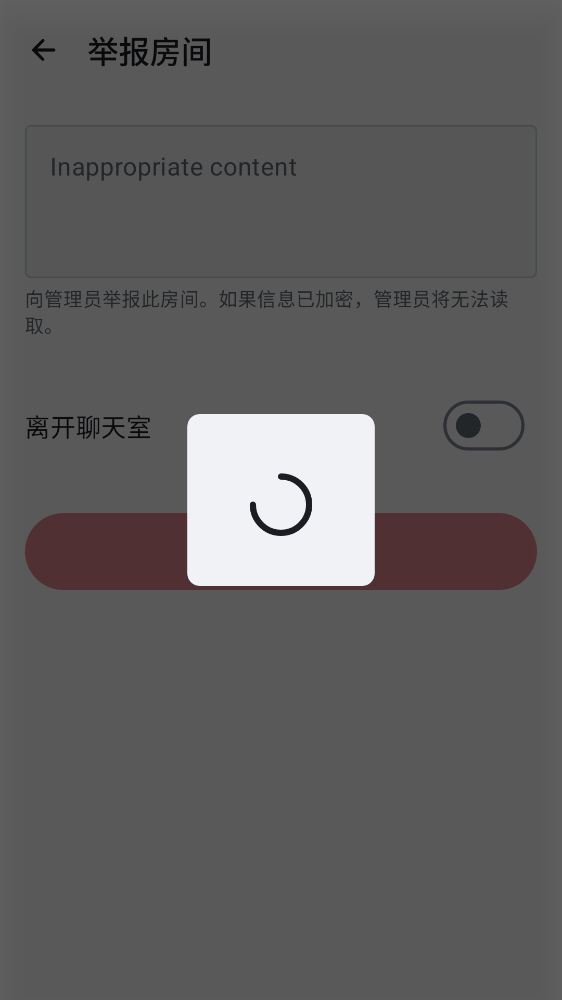 举报房间
Inappropriate content
向管理员举报此房间。如果信息已加密，管理员将无法读
取。
离开聊天室